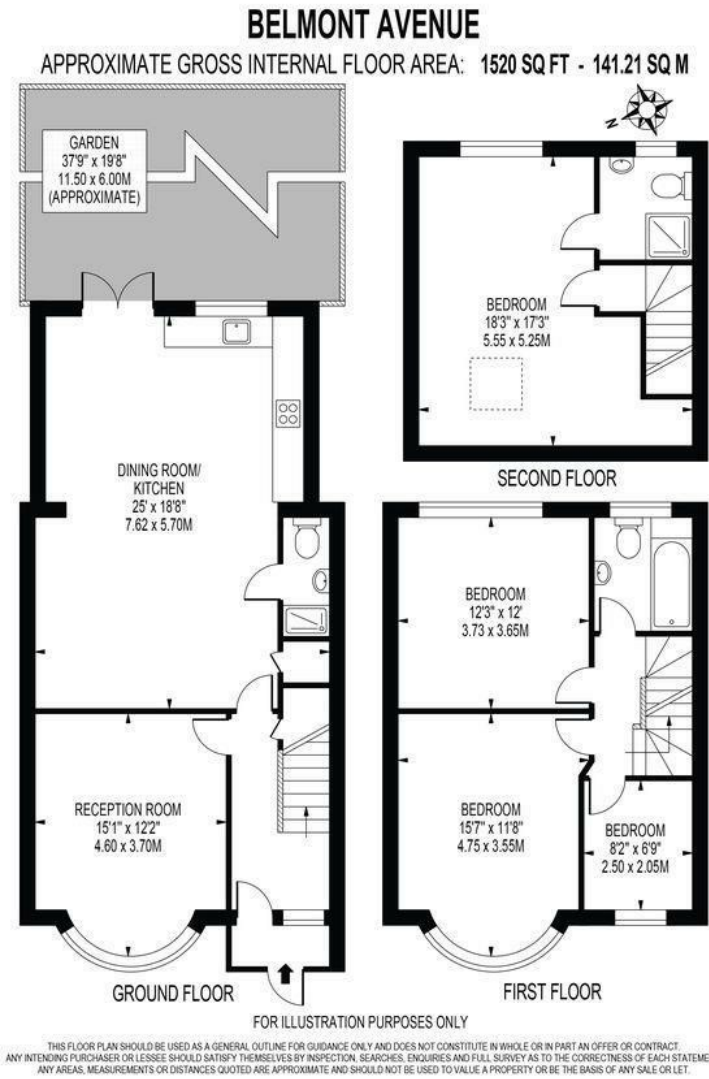 BELMONT AVENUE
APPROXIMATE GROSS INTERNAL FLOOR AREA: 1520 SQ FT - 141.21 SQ M
GARDEN
37'9" x 19'8"
11.50 x 6.00M
(APPROXIMATE)
N
BEDROOM
18'3" x 17'3"
5.55 x 5.25M
SECOND FLOOR
DINING ROOM/
KITCHEN
25' x 18'8"
7.62 x 5.70M
BEDROOM
12'3" x 12'
3.73 x 3.65M
RECEPTION ROOM
15'1" x 12'2"
4.60 x 3.70M
BEDROOM
15'7" x 11'8"
4.75 x 3.55M
BEDROOM
8'2" x 6'9"
2.50 x 2.05M
GROUND FLOOR
FIRST FLOOR
FOR ILLUSTRATION PURPOSES ONLY
THIS FLOOR PLAN SHOULD BE USED AS A GENERAL OUTLINE FOR GUIDANCE ONLY AND DOES NOT CONSTITUTE IN WHOLE OR IN PART AN OFFER OR CONTRACT.
ANY INTENDING PURCHASER OR LESSEE SHOULD SATISFY THEMSELVES BY INSPECTION, SEARCHES, ENQUIRIES AND FULL SURVEY AS TO THE CORRECTNESS OF EACH STATEME
ANY AREAS, MEASUREMENTS OR DISTANCES QUOTED ARE APPROXIMATE AND SHOULD NOT BE USED TO VALUE A PROPERTY OR BE THE BASIS OF ANY SALE OR LET.